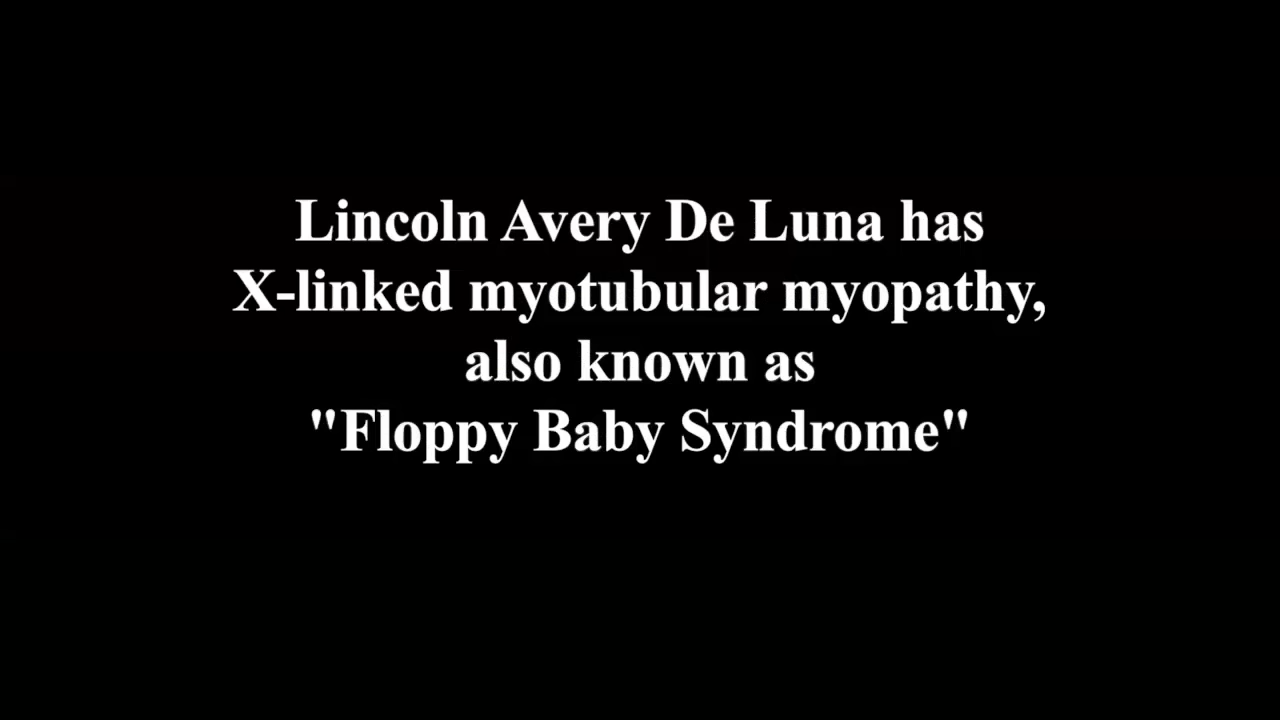 Lincoln Avery De Luna has
X-linked myotubular myopathy,
also known as
"Floppy Baby Syndrome"